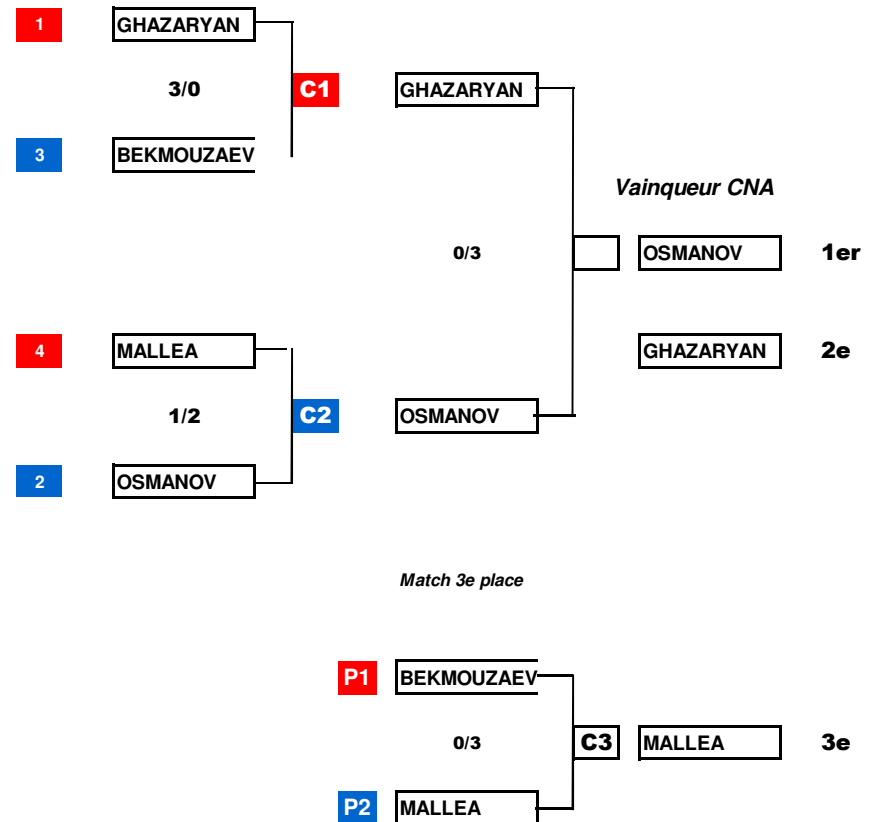 1 GHAZARYAN
3/0 C1 GHAZARYAN
3 BEKMOUZAEV
Vainqueur CNA
0/3 OSMANOV 1er
4 MALLEA GHAZARYAN 2e
1/2 C2 OSMANOV
2 OSMANOV
Match 3e place
P1 BEKMOUZAEV
0/3 C3 MALLEA 3e
P2 MALLEA